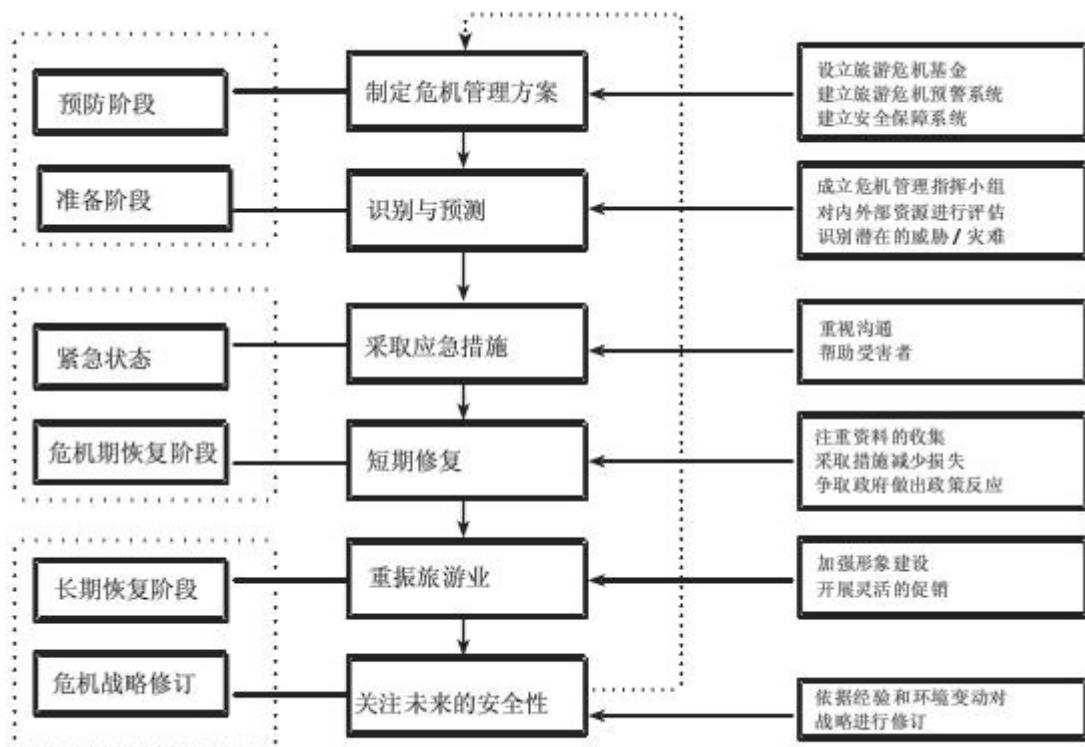 预防阶段
制定危机管理方案
设立旅游危机基金
建立旅游危机预警系统
建立安全保障系统
准备阶段
识别与预测
成立危机管理指挥小组
对内外部资源进行评估
识别潜在的威胁/灾难
紧急状态
采取应急措施
重视沟通
帮助受害者
危机期恢复阶段
短期修复
注重资料的收集
采取措施减少损失
争取政府做出政策反应
长期恢复阶段
重振旅游业
加强形象建设
开展灵活的促销
危机战略修订
关注未来的安全性
依据经验和环境变动对
战略进行修订